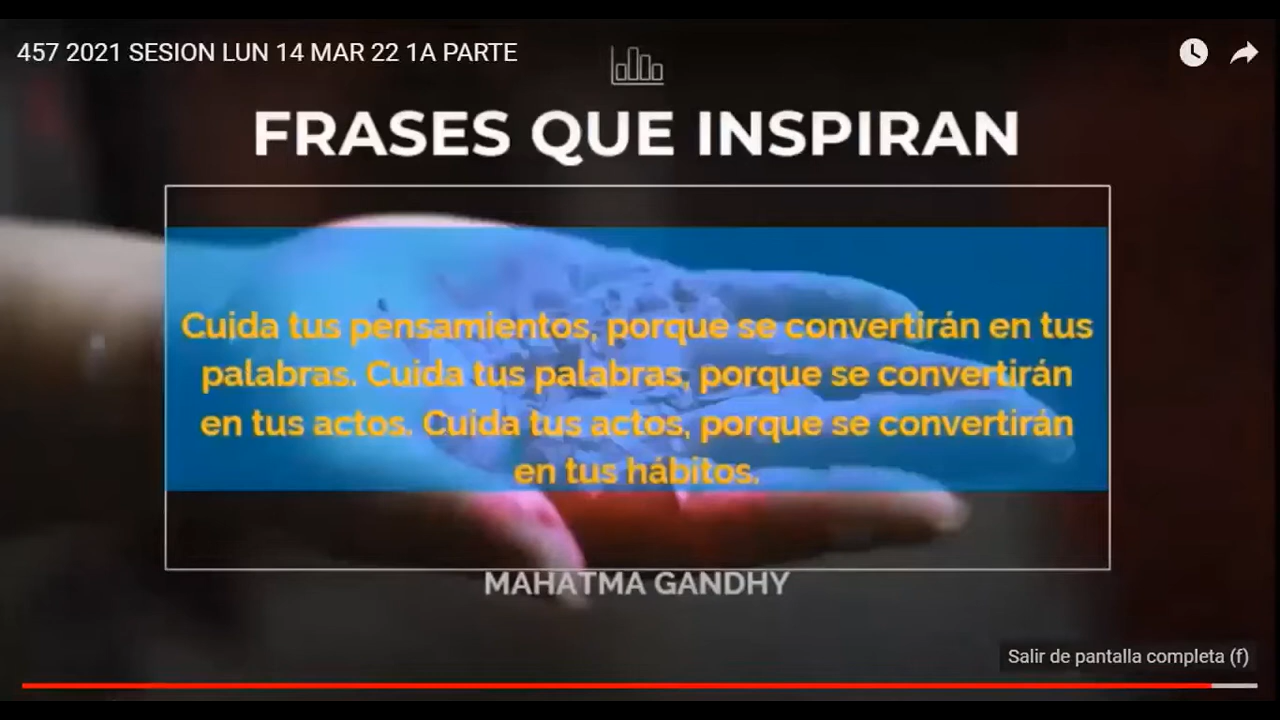 457 2021 SESION LUN 14 MAR 22 1A PARTE
FRASES QUE INSPIRAN
Cuida tus pensamientos, porque se convertirán en tus
palabras. Cuida tus palabras, porque se convertirán
en tus actos. Cuida tus actos, porque se convertirán
en tus hábitos.
MAHATMA GANDHY
Salir de pantalla completa (f)